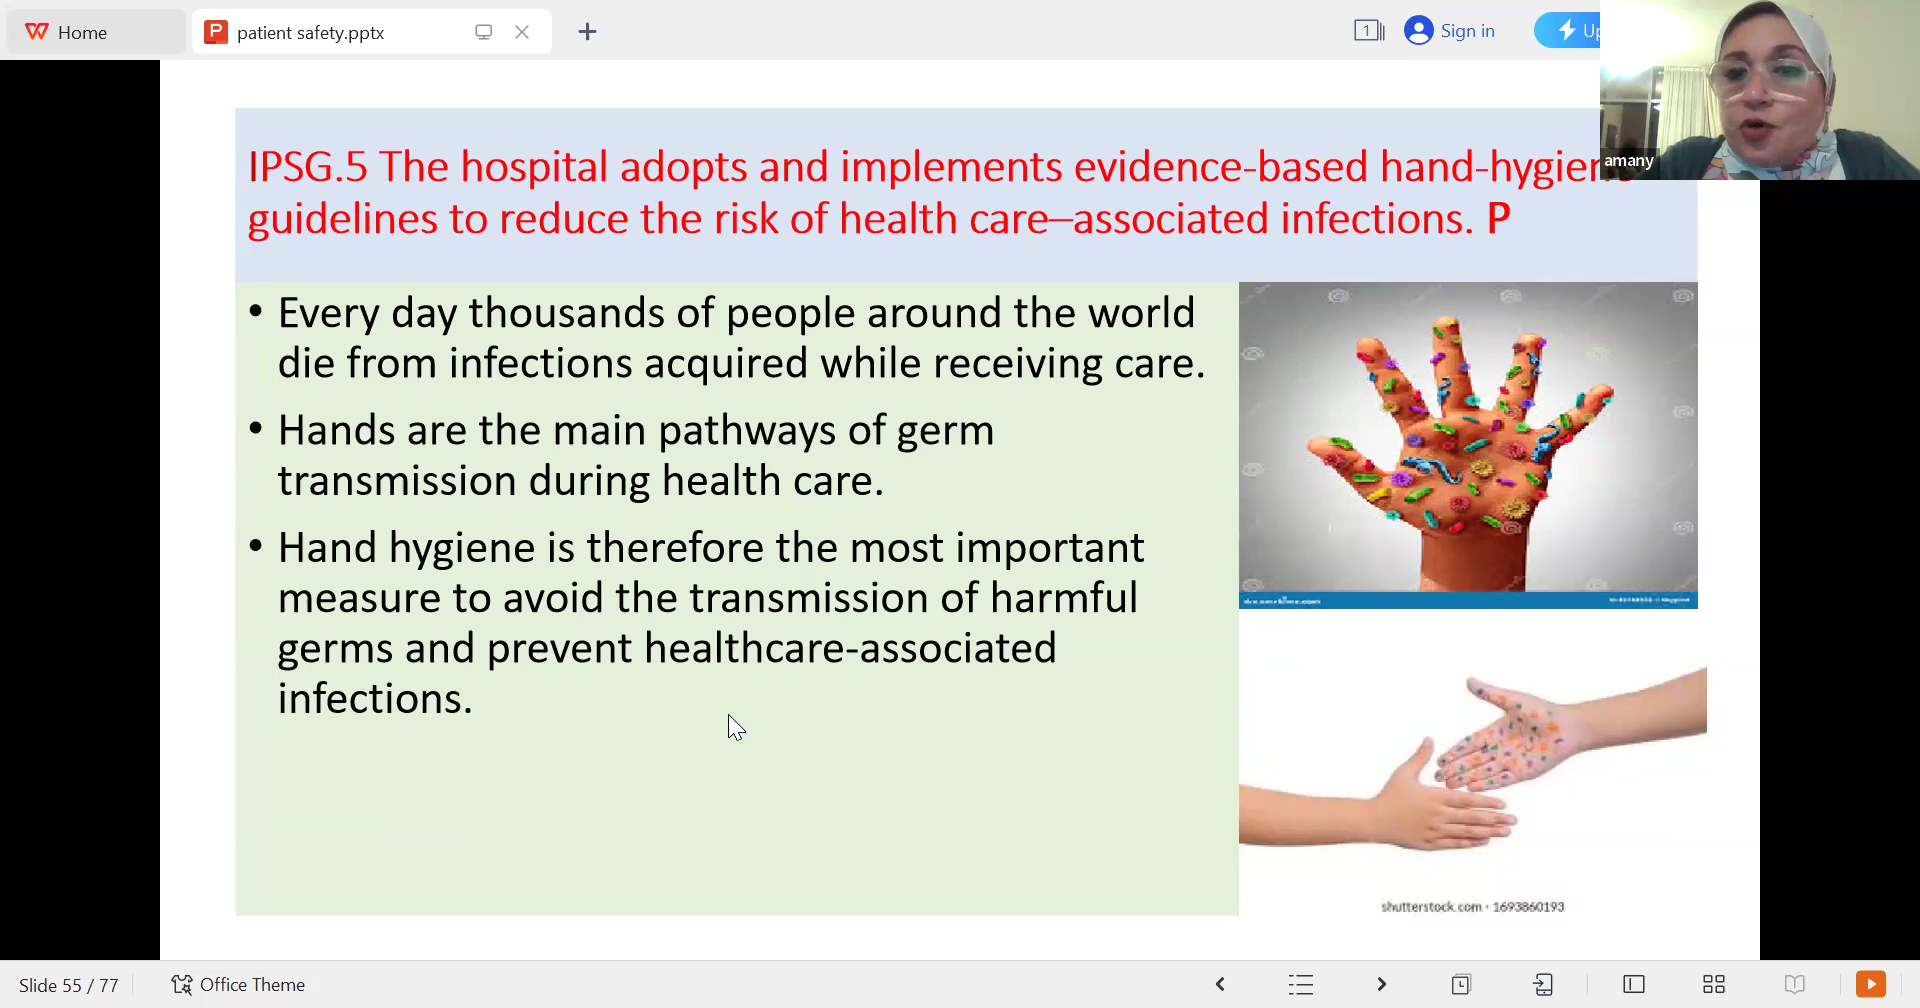 Home
patient safety.pptx
1
Sign in
amany
IPSG.5 The hospital adopts and implements evidence-based hand-hygien
guidelines to reduce the risk of health care–associated infections. P
• Every day thousands of people around the world
die from infections acquired while receiving care.
• Hands are the main pathways of germ
transmission during health care.
• Hand hygiene is therefore the most important
measure to avoid the transmission of harmful
germs and prevent healthcare-associated
infections.
shutterstock.com • 1693860193
Slide 55 / 77
Office Theme